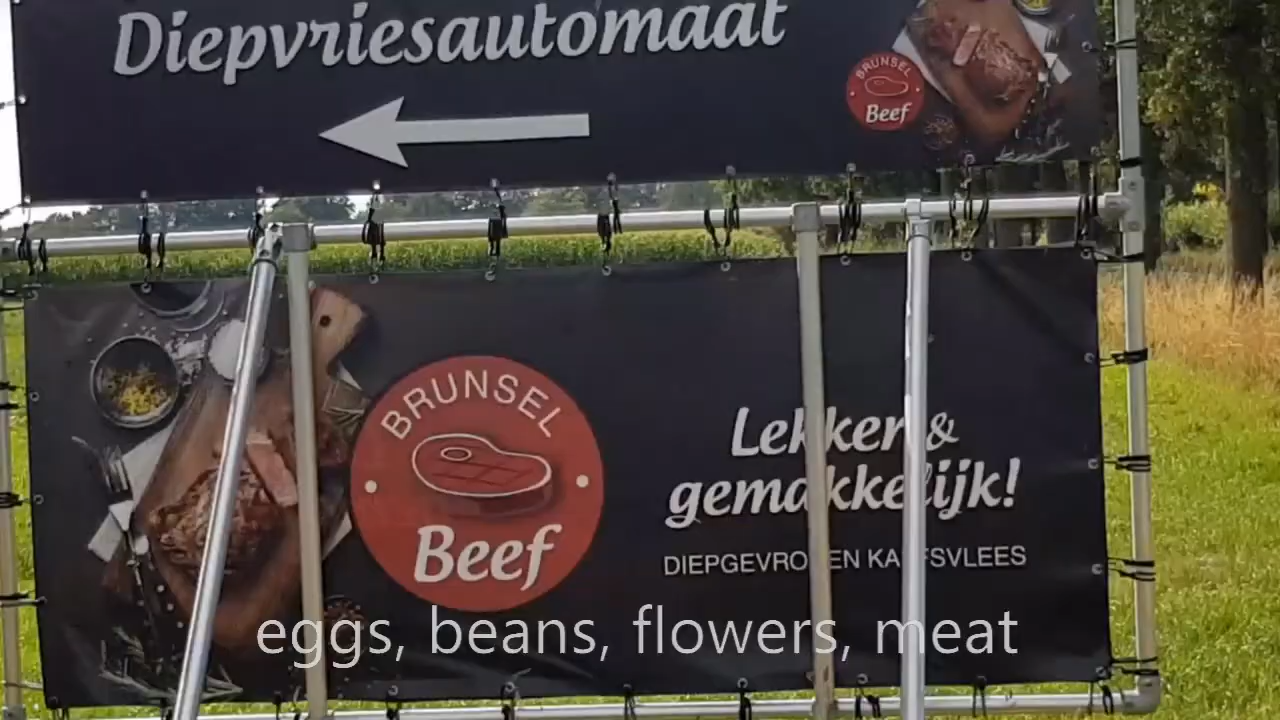 Diepvriesautomaat
BRUNSEL
Beef
BRUNSEL
Beef
Lekker &
gemakkelijk!
DIEPGEVROREN KALFSVLEES
eggs, beans, flowers, meat